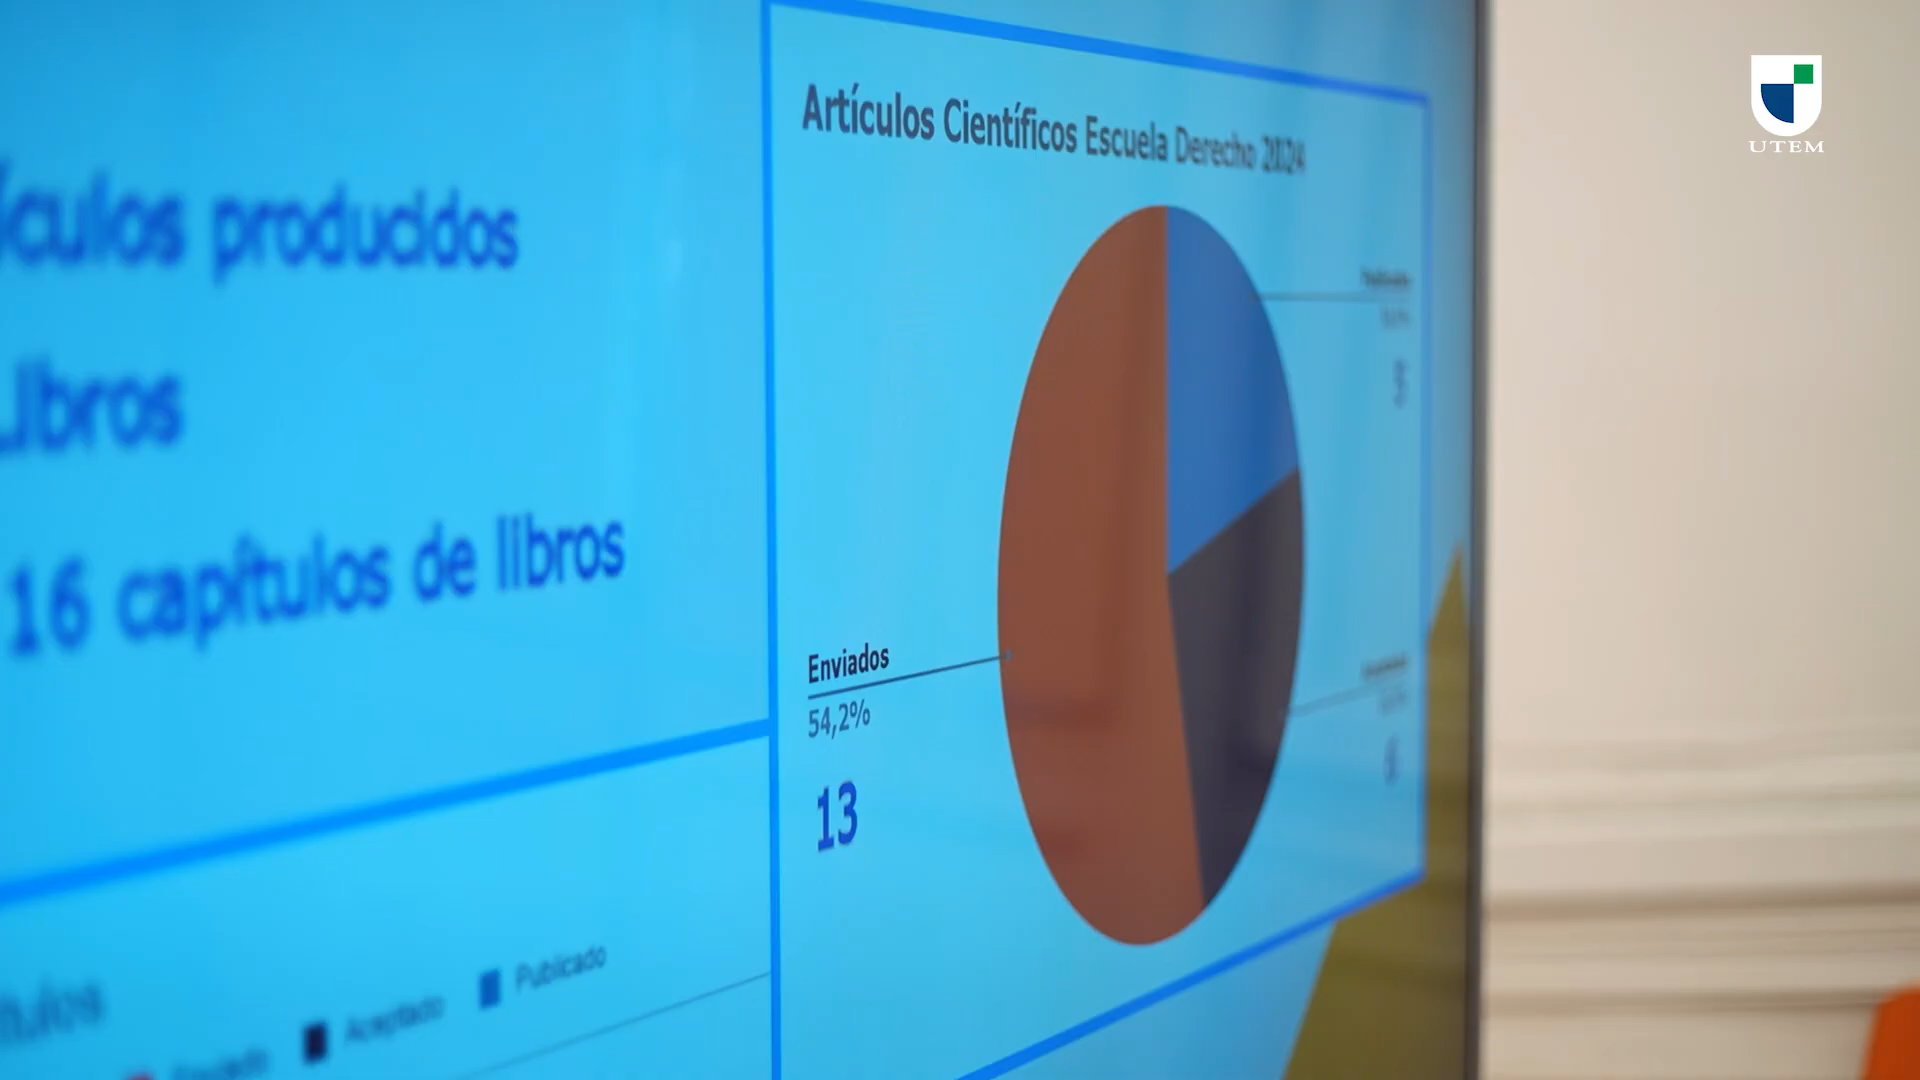 ículos producidos
Libros
16 capítulos de libros
Artículos Científicos Escuela Derecho 2024
Enviados
54,2%
13
Enviado
Aceptado
Publicado
UTEM